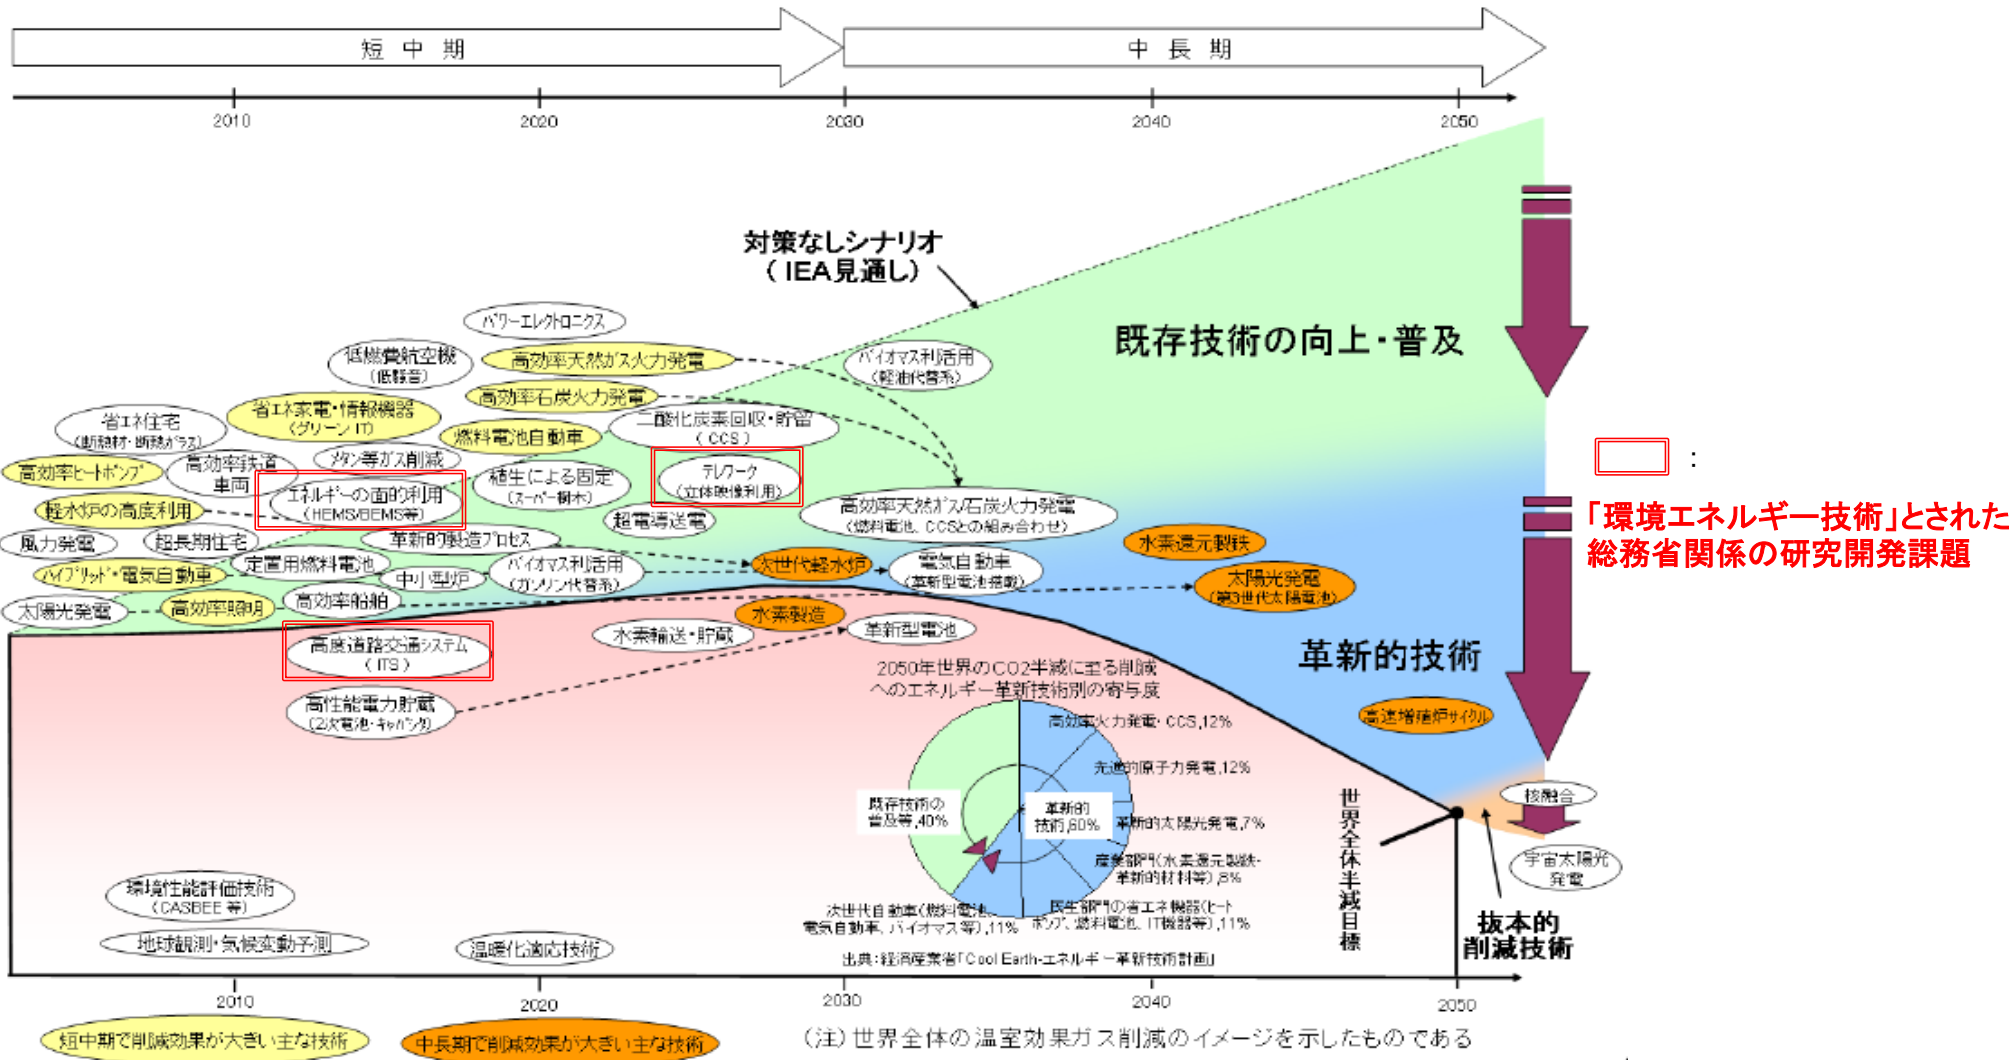 短 中 期
中 長 期
2010
2020
2030
2040
2050
対策なしシナリオ
（IEA見通し）
既存技術の向上・普及
パワーエレクトロニクス
低燃費航空機
（低騒音）
高効率天然ガス火力発電
バイオマス利活用
（軽油代替系）
高効率石炭火力発電
省エネ家電・情報機器
（グリーンIT）
省エネ住宅
（断熱材・断熱ガラス）
二酸化炭素回収・貯留
（CCS）
燃料電池自動車
高効率ヒートポンプ
高効率鉄道
車両
メタン等ガス削減
テレワーク
（立体映像利用）
植生による固定
（スーパー樹木）
エネルギーの面的利用
（HEMS/BEMS等）
軽水炉の高度利用
高効率天然ガス/石炭火力発電
（燃料電池、CCSとの組み合わせ）
超電導送電
風力発電
超長期住宅
革新的製造プロセス
水素還元製鉄
定置用燃料電池
バイオマス利活用
（ガソリン代替系）
次世代軽水炉
電気自動車
（革新型電池搭載）
ハイブリッド・電気自動車
中小型炉
太陽光発電
（第3世代太陽電池）
太陽光発電
高効率照明
高効率船舶
水素製造
水素輸送・貯蔵
革新型電池
高度道路交通システム
（ITS）
革新的技術
高性能電力貯蔵
（2次電池・キャパシタ）
高速増殖炉サイクル
2050年世界のCO2半減に至る削減
へのエネルギー革新技術別の寄与度
高効率火力発電・CCS,12%
先進的原子力発電,12%
既存技術の
普及等,40%
革新的
技術,60%
革新的太陽光発電,7%
産業部門（水素還元製鉄・
革新的材料等）,8%
次世代自動車（燃料電池、
電気自動車、バイオマス等）,11%
民生部門の省エネ機器（ヒート
ポンプ、燃料電池、IT機器等）,11%
出典：経済産業省「Cool Earth-エネルギー革新技術計画」
世界全体半減目標
核融合
宇宙太陽光
発電
抜本的
削減技術
環境性能評価技術
（CASBEE 等）
地球観測・気候変動予測
温暖化適応技術
2010
2020
2030
2040
2050
短中期で削減効果が大きい主な技術
中長期で削減効果が大きい主な技術
（注）世界全体の温室効果ガス削減のイメージを示したものである
：
「環境エネルギー技術」とされた
総務省関係の研究開発課題